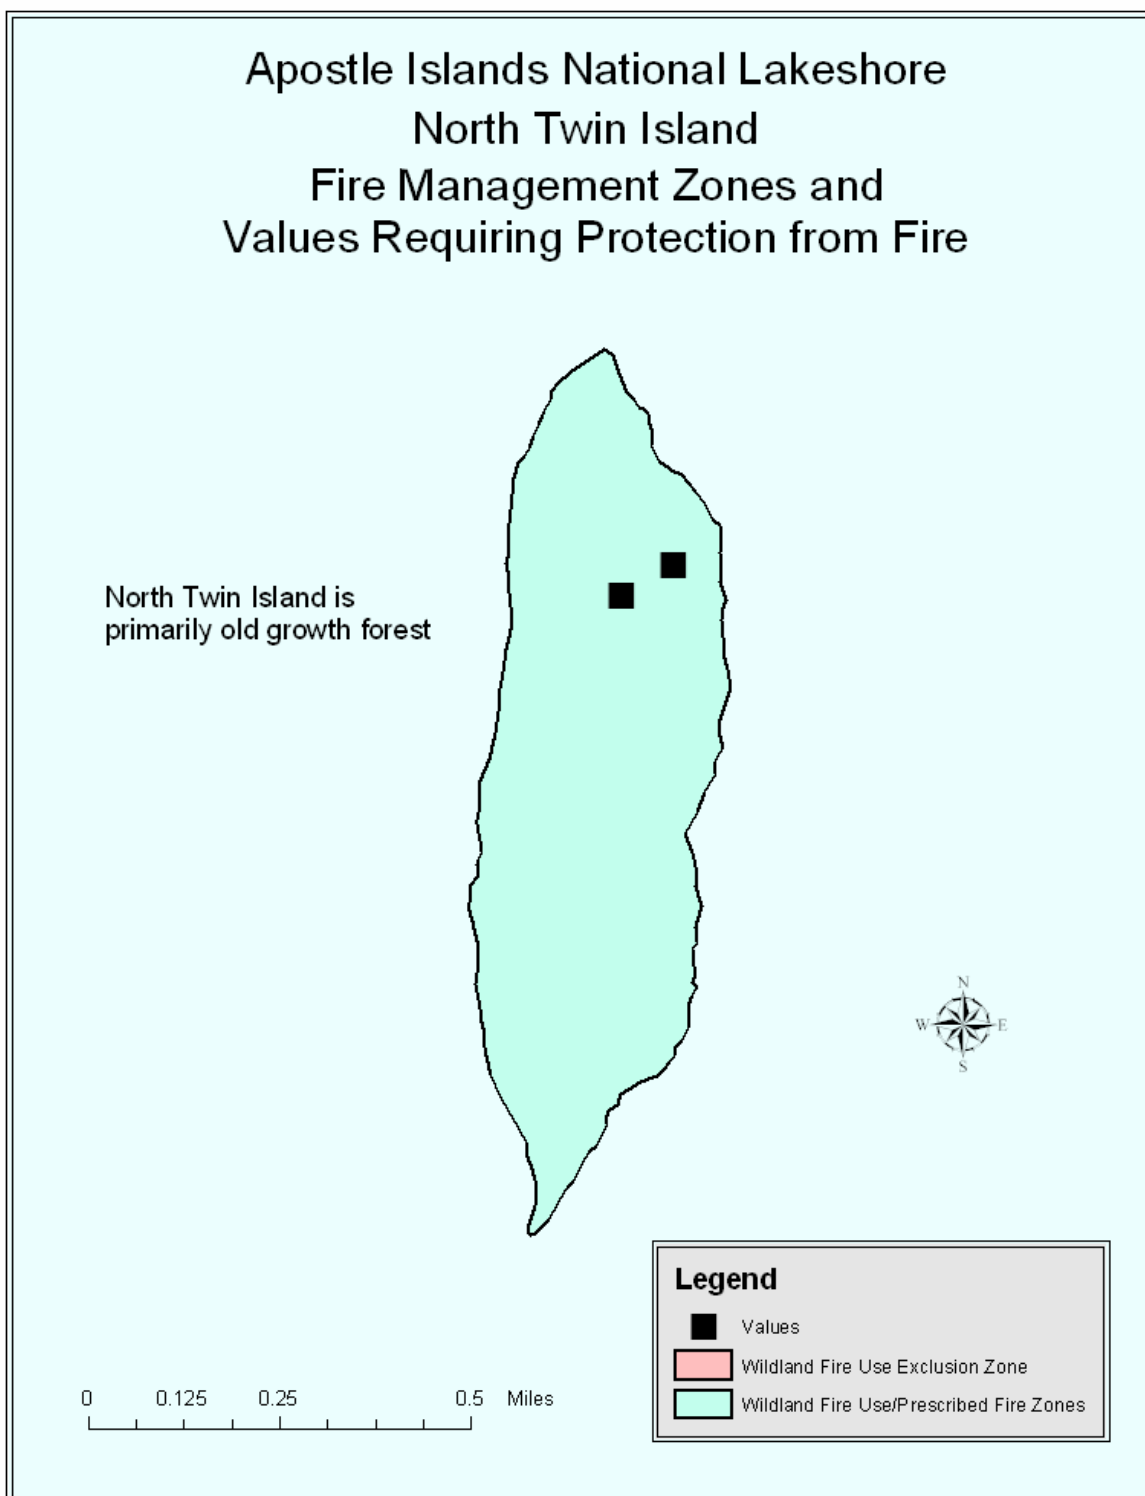 Apostle Islands National Lakeshore
North Twin Island
Fire Management Zones and
Values Requiring Protection from Fire
North Twin Island is
primarily old growth forest
N
W E
S
Legend
Values
Wildland Fire Use Exclusion Zone
Wildland Fire Use/Prescribed Fire Zones
0 0.125 0.25 0.5 Miles